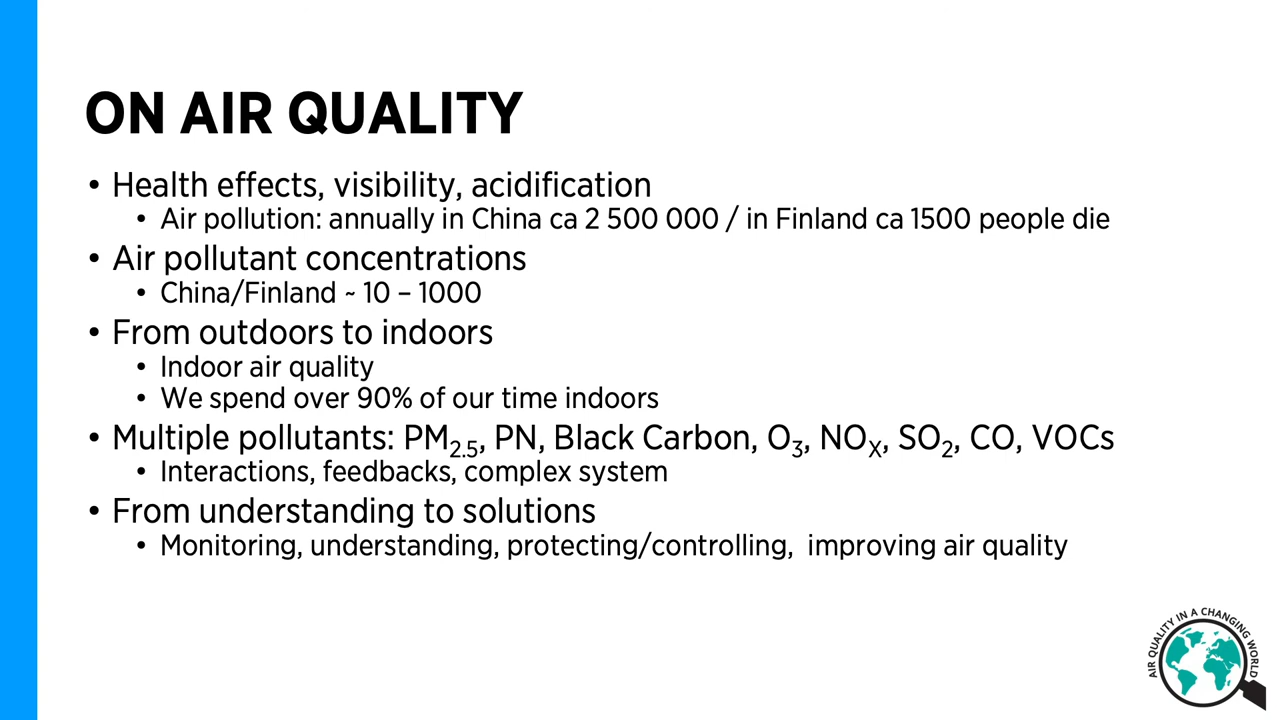 ON AIR QUALITY
• Health effects, visibility, acidification
• Air pollution: annually in China ca 2 500 000 / in Finland ca 1500 people die
• Air pollutant concentrations
• China/Finland ~ 10 – 1000
• From outdoors to indoors
• Indoor air quality
• We spend over 90% of our time indoors
• Multiple pollutants: PM2.5, PN, Black Carbon, O3, NOX, SO2, CO, VOCs
• Interactions, feedbacks, complex system
• From understanding to solutions
• Monitoring, understanding, protecting/controlling,  improving air quality
AIR QUALITY IN A CHANGING WORLD